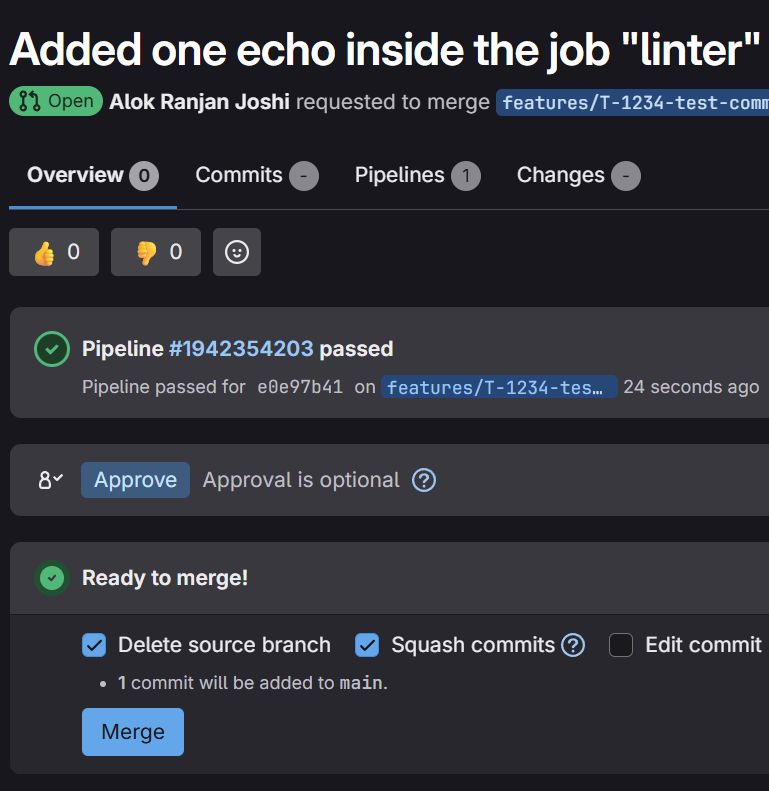 Added one echo inside the job "linter"
Open Alok Ranjan Joshi requested to merge features/T-1234-test-comm
Overview 0 Commits - Pipelines 1 Changes -
👍 0 👎 0
Pipeline #1942354203 passed
Pipeline passed for e0e97b41 on features/T-1234-tes… 24 seconds ago
Approve Approval is optional ?
Ready to merge!
Delete source branch Squash commits ? Edit commit
• 1 commit will be added to main.
Merge